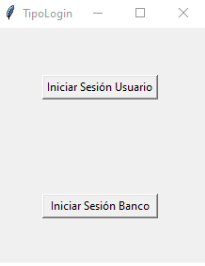 TipoLogin
Iniciar Sesión Usuario
Iniciar Sesión Banco